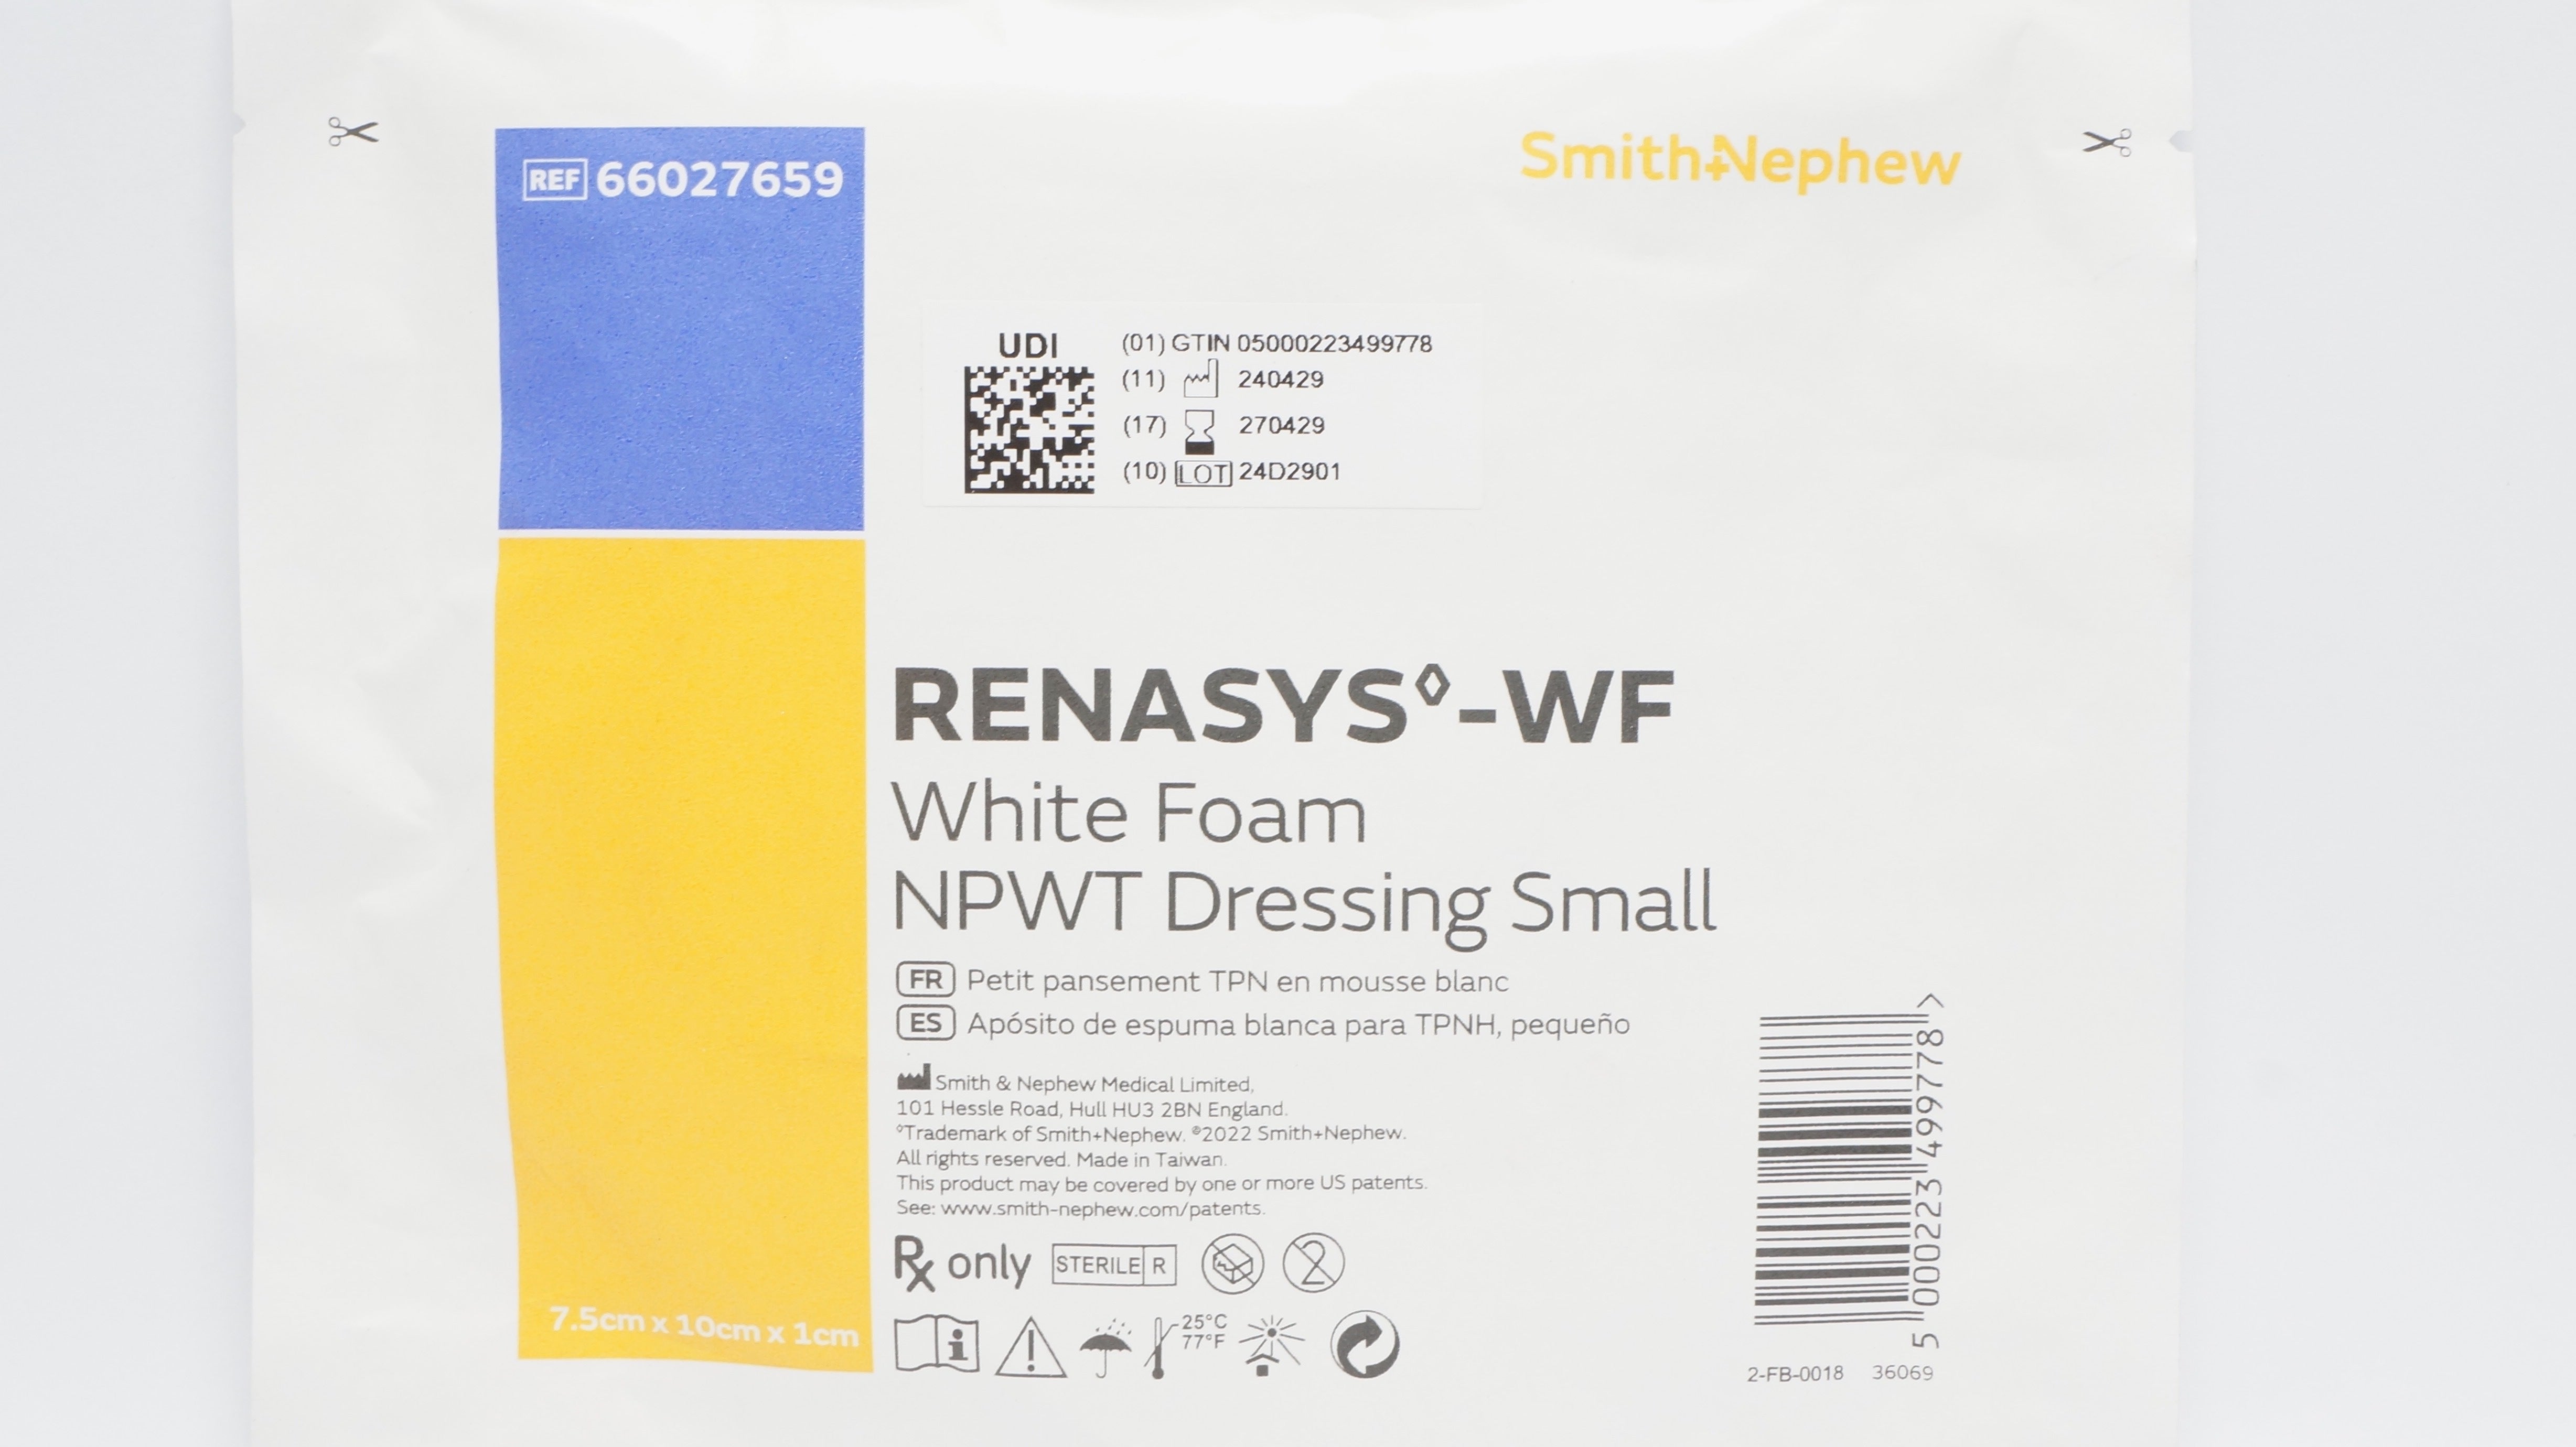 REF 66027659
Smith+Nephew
UDI
(01) GTIN 05000223499778
(11) 240429
(17) 270429
(10) LOT 24D2901
RENASYS◊-WF
White Foam
NPWT Dressing Small
FR Petit pansement TPN en mousse blanc
ES Apósito de espuma blanca para TPNH, pequeño
Smith & Nephew Medical Limited,
101 Hessle Road, Hull HU3 2BN England.
◊Trademark of Smith+Nephew. ©2022 Smith+Nephew.
All rights reserved. Made in Taiwan.
This product may be covered by one or more US patents.
See: www.smith-nephew.com/patents.
Rx only STERILE R 2
25°C
77°F
7.5cm x 10cm x 1cm
5 000223 499778 >
2-FB-0018 36069